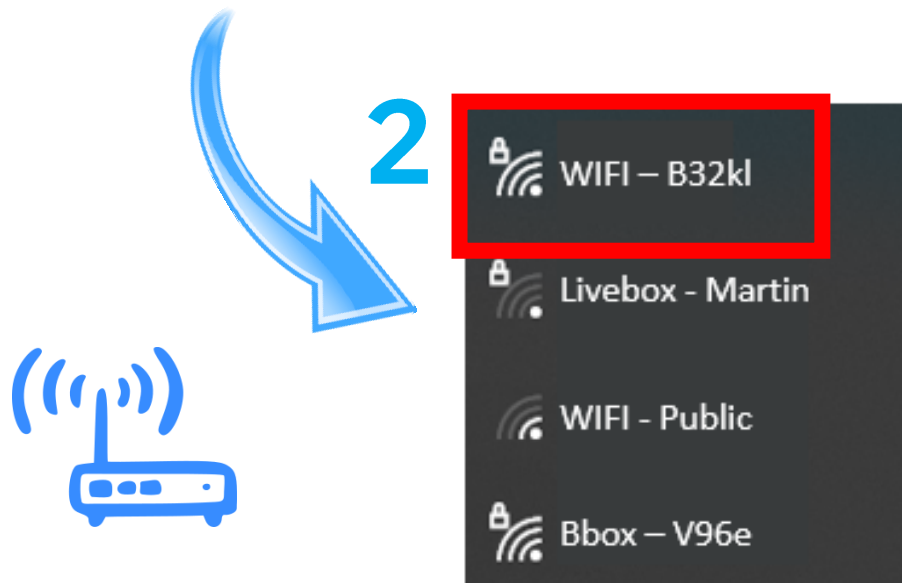 2
WIFI – B32kl
Livebox - Martin
WIFI - Public
Bbox – V96e